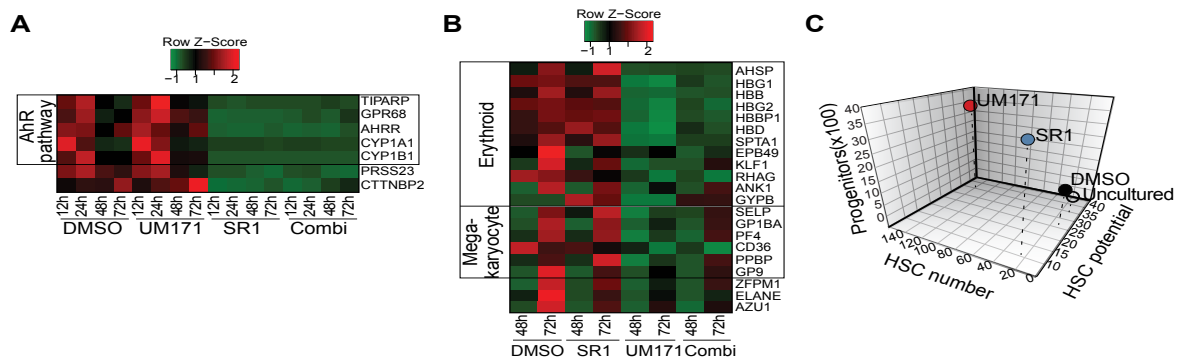 A
Row Z-Score
-1 1 2
AhR
pathway
TIPARP
GPR68
AHRR
CYP1A1
CYP1B1
PRSS23
CTTNBP2
12h 24h 48h 72h 12h 24h 48h 72h 12h 24h 48h 72h 12h 24h 48h 72h
DMSO UM171 SR1 Combi
B
Row Z-Score
-1 1 2
Erythroid
Mega-
karyocyte
AHSP
HBG1
HBB
HBG2
HBBP1
HBD
SPTA1
EPB49
KLF1
RHAG
ANK1
GYPB
SELP
GP1BA
PF4
CD36
PPBP
GP9
ZFPM1
ELANE
AZU1
48h 72h 48h 72h 48h 72h 48h 72h
DMSO SR1 UM171 Combi
C
Progenitors(x100)
40
35
30
25
20
15
10
5
0
UM171
SR1
DMSO
Uncultured
140 120 100 80 60 40 20 0
HSC number
10 15 20 25 30 35 40
HSC potential